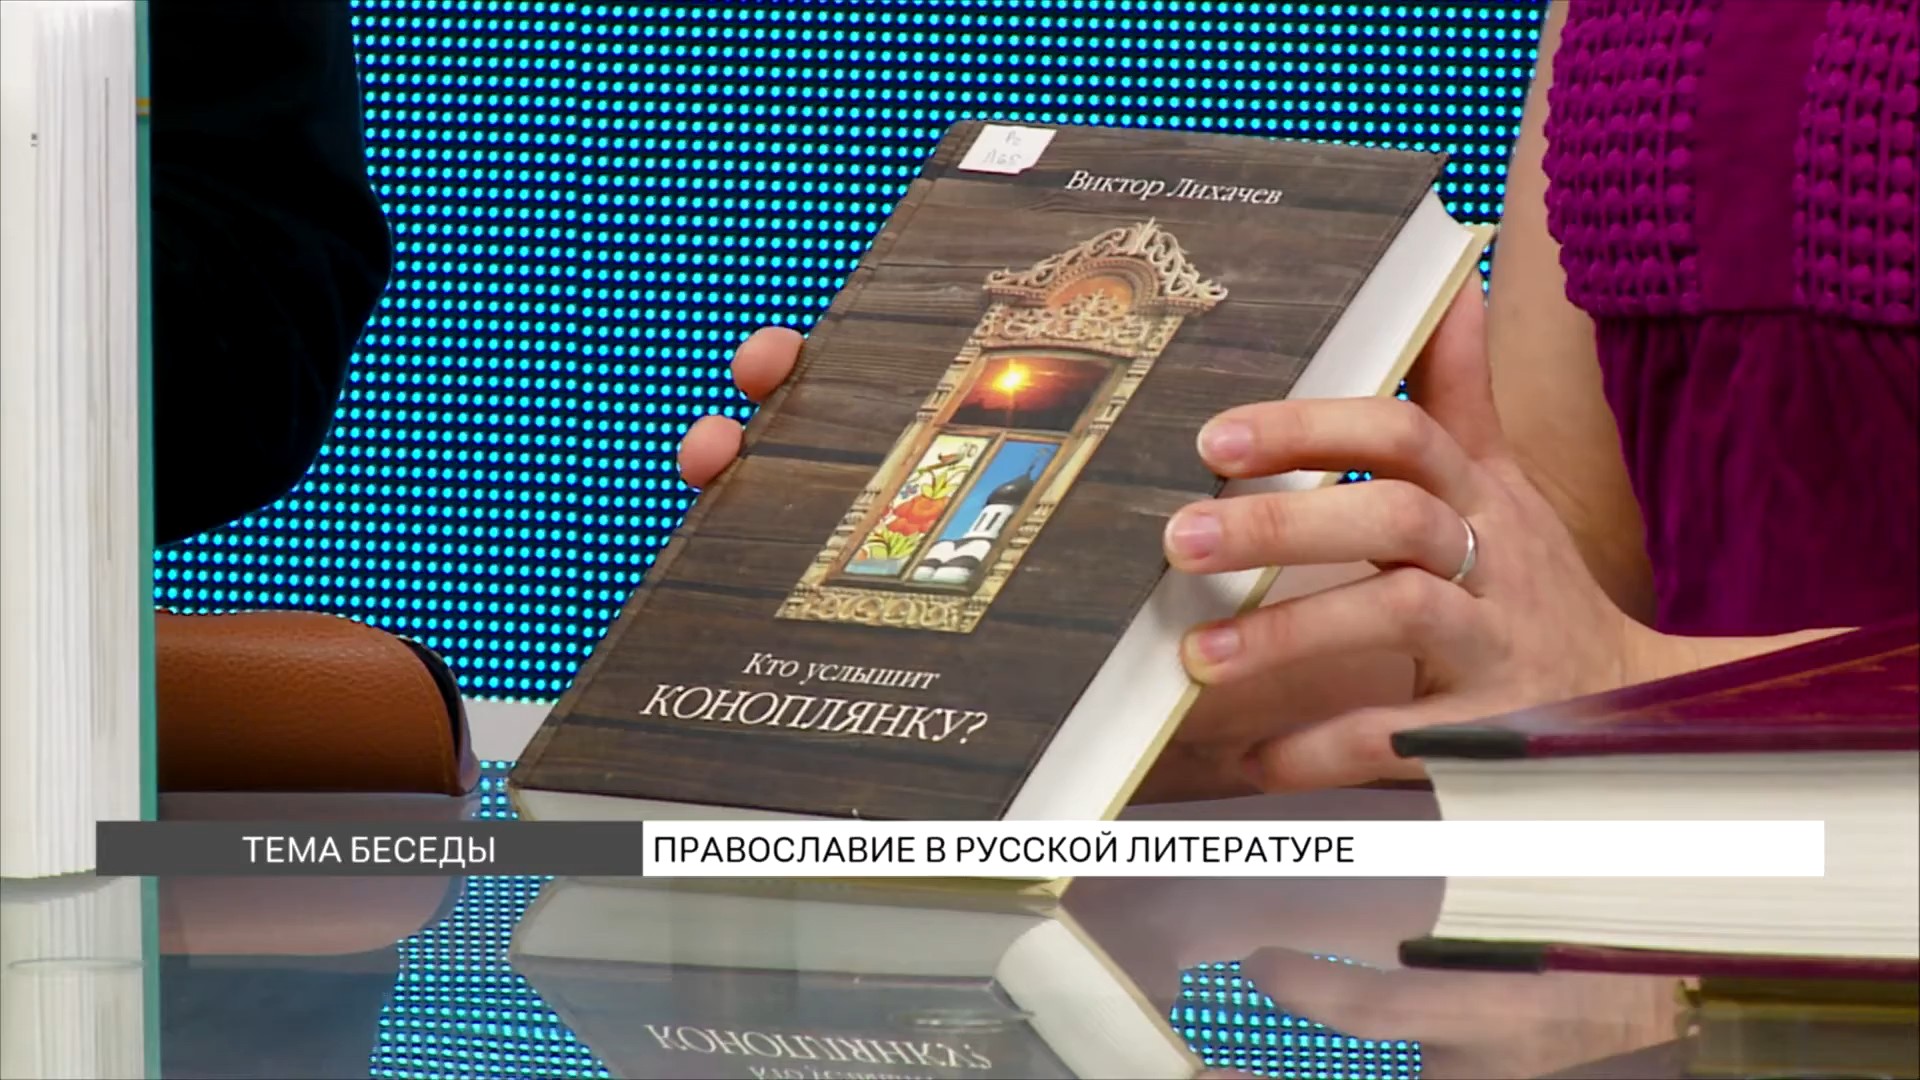 Виктор Лихачев
Кто услышит
КОНОПЛЯНКУ?
ТЕМА БЕСЕДЫ
ПРАВОСЛАВИЕ В РУССКОЙ ЛИТЕРАТУРЕ